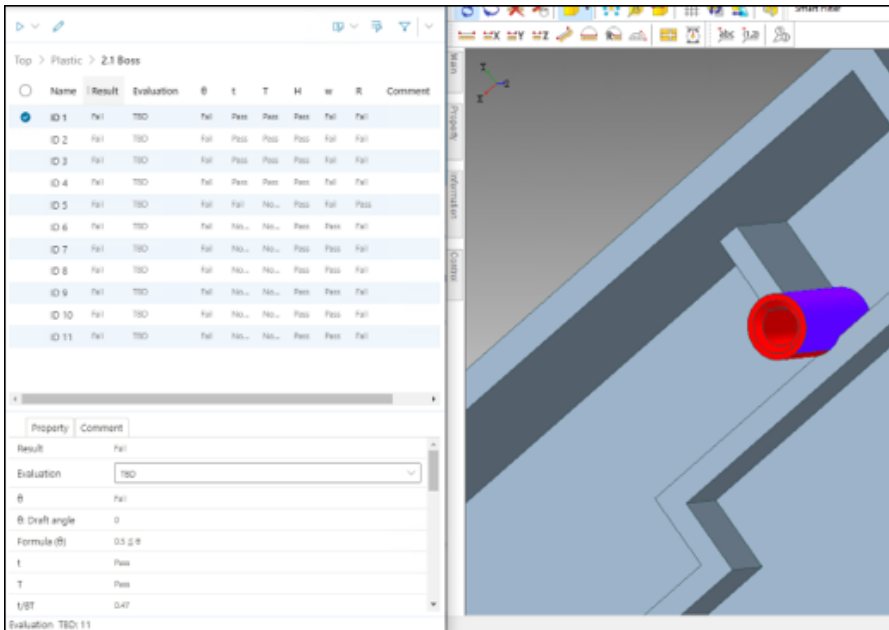 Smart Filter
Top > Plastic > 2.1 Boss
Name Result Evaluation θ t T H w R Comment
ID 1 Fail TBD Fail Pass Pass Pass Fail Fail
ID 2 Fail TBD Fail Pass Pass Pass Fail Fail
ID 3 Fail TBD Fail Pass Pass Pass Fail Fail
ID 4 Fail TBD Fail Pass Pass Pass Fail Fail
ID 5 Fail TBD Fail Fail No... Pass Fail Pass
ID 6 Fail TBD Fail No... No... Pass Pass Fail
ID 7 Fail TBD Fail No... No... Pass Pass Fail
ID 8 Fail TBD Fail No... No... Pass Pass Fail
ID 9 Fail TBD Fail No... No... Pass Pass Fail
ID 10 Fail TBD Fail No... No... Pass Pass Fail
ID 11 Fail TBD Fail No... No... Pass Pass Fail
Property Comment
Result Fail
Evaluation TBD
θ Fail
θ: Draft angle 0
Formula (θ) 0.5 ≦ θ
t Pass
T Pass
t/BT 0.47
Evaluation TBD: 11
Main
Property
Information
Control
X Y Z
abc